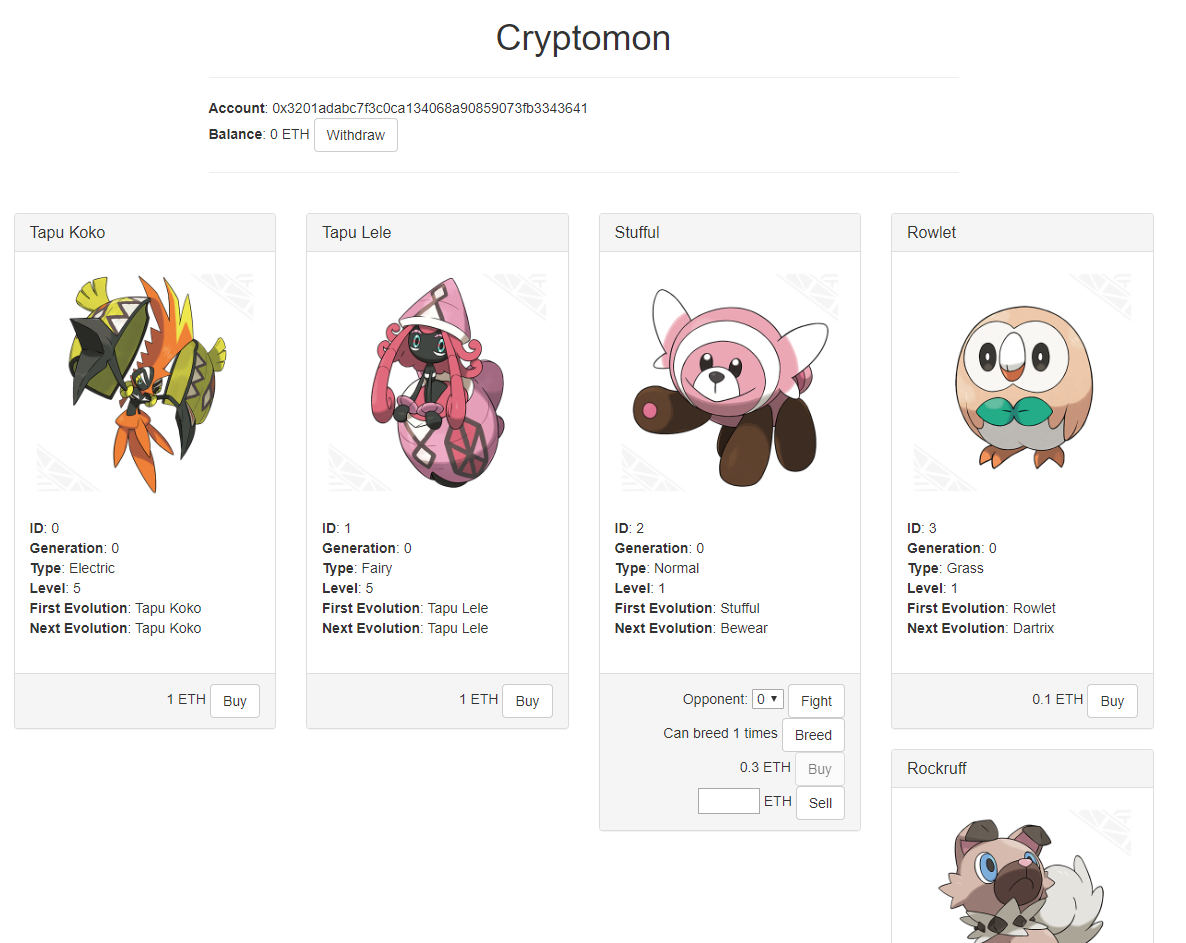 Cryptomon
Account: 0x3201adabc7f3c0ca134068a90859073fb3343641
Balance: 0 ETH Withdraw
Tapu Koko
ID: 0
Generation: 0
Type: Electric
Level: 5
First Evolution: Tapu Koko
Next Evolution: Tapu Koko
1 ETH Buy
Tapu Lele
ID: 1
Generation: 0
Type: Fairy
Level: 5
First Evolution: Tapu Lele
Next Evolution: Tapu Lele
1 ETH Buy
Stufful
ID: 2
Generation: 0
Type: Normal
Level: 1
First Evolution: Stufful
Next Evolution: Bewear
Opponent: 0 Fight
Can breed 1 times Breed
0.3 ETH Buy
ETH Sell
Rowlet
ID: 3
Generation: 0
Type: Grass
Level: 1
First Evolution: Rowlet
Next Evolution: Dartrix
0.1 ETH Buy
Rockruff